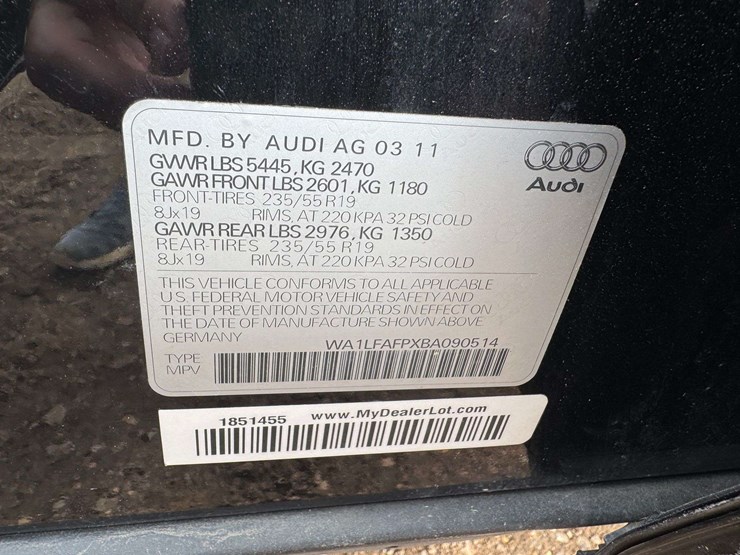 MFD. BY AUDI AG 03 11
GVWR LBS 5445, KG 2470
GAWR FRONT LBS 2601, KG 1180
FRONT-TIRES 235/55 R19
8Jx19 RIMS, AT 220 KPA 32 PSI COLD
GAWR REAR LBS 2976, KG 1350
REAR-TIRES 235/55 R19
8Jx19 RIMS, AT 220 KPA 32 PSI COLD
Audi
THIS VEHICLE CONFORMS TO ALL APPLICABLE
U.S. FEDERAL MOTOR VEHICLE SAFETY AND
THEFT PREVENTION STANDARDS IN EFFECT ON
THE DATE OF MANUFACTURE SHOWN ABOVE
GERMANY
WA1LFAFPXBA090514
TYPE
MPV
1851455 www.MyDealerLot.com